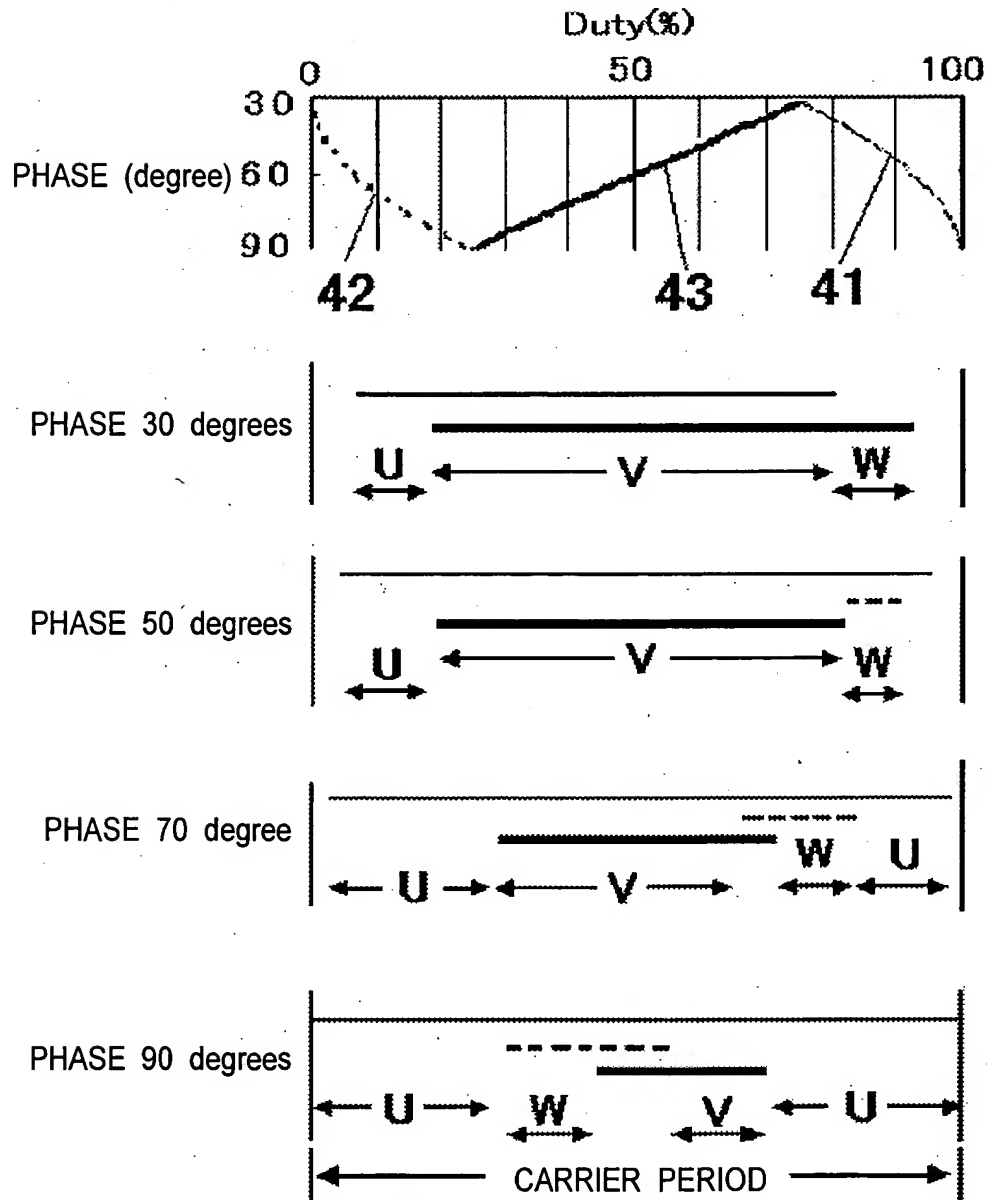 Duty(%)
0 50 100
30
PHASE (degree) 60
90
42 43 41
PHASE 30 degrees
U V W
PHASE 50 degrees
U V W
PHASE 70 degree
U V W U
PHASE 90 degrees
U W V U
CARRIER PERIOD